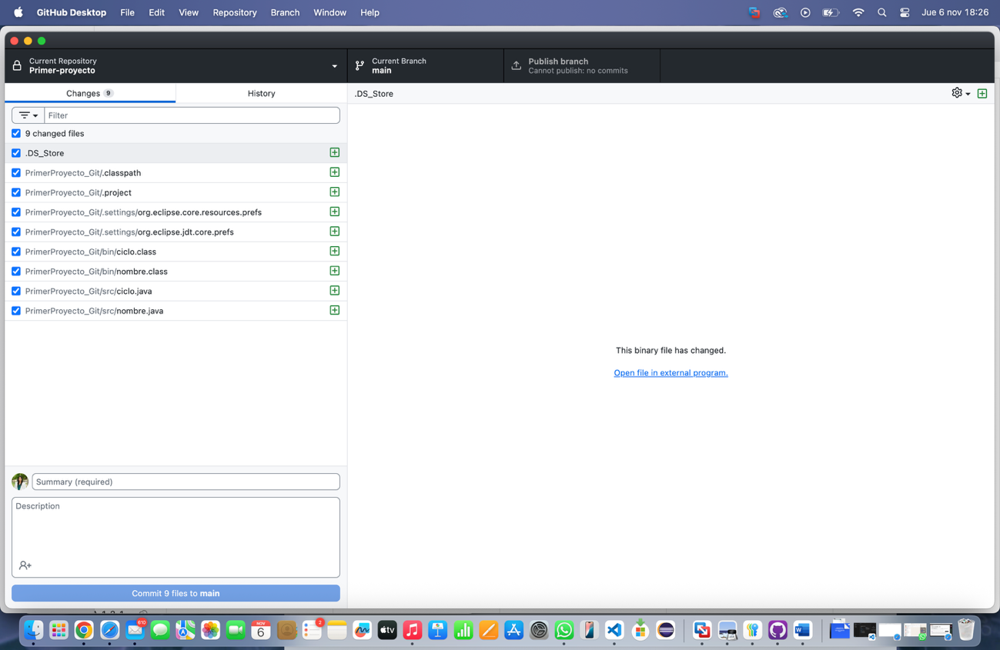 GitHub Desktop File Edit View Repository Branch Window Help Jue 6 nov 18:26
Current Repository
Primer-proyecto
Current Branch
main
Publish branch
Cannot publish: no commits
Changes 9
History
.DS_Store
Filter
9 changed files
.DS_Store
PrimerProyecto_Git/.classpath
PrimerProyecto_Git/.project
PrimerProyecto_Git/.settings/org.eclipse.core.resources.prefs
PrimerProyecto_Git/.settings/org.eclipse.jdt.core.prefs
PrimerProyecto_Git/bin/ciclo.class
PrimerProyecto_Git/bin/nombre.class
PrimerProyecto_Git/src/ciclo.java
PrimerProyecto_Git/src/nombre.java
This binary file has changed.
Open file in external program.
Summary (required)
Description
Commit 9 files to main
610
NOV
6
2
tv
W